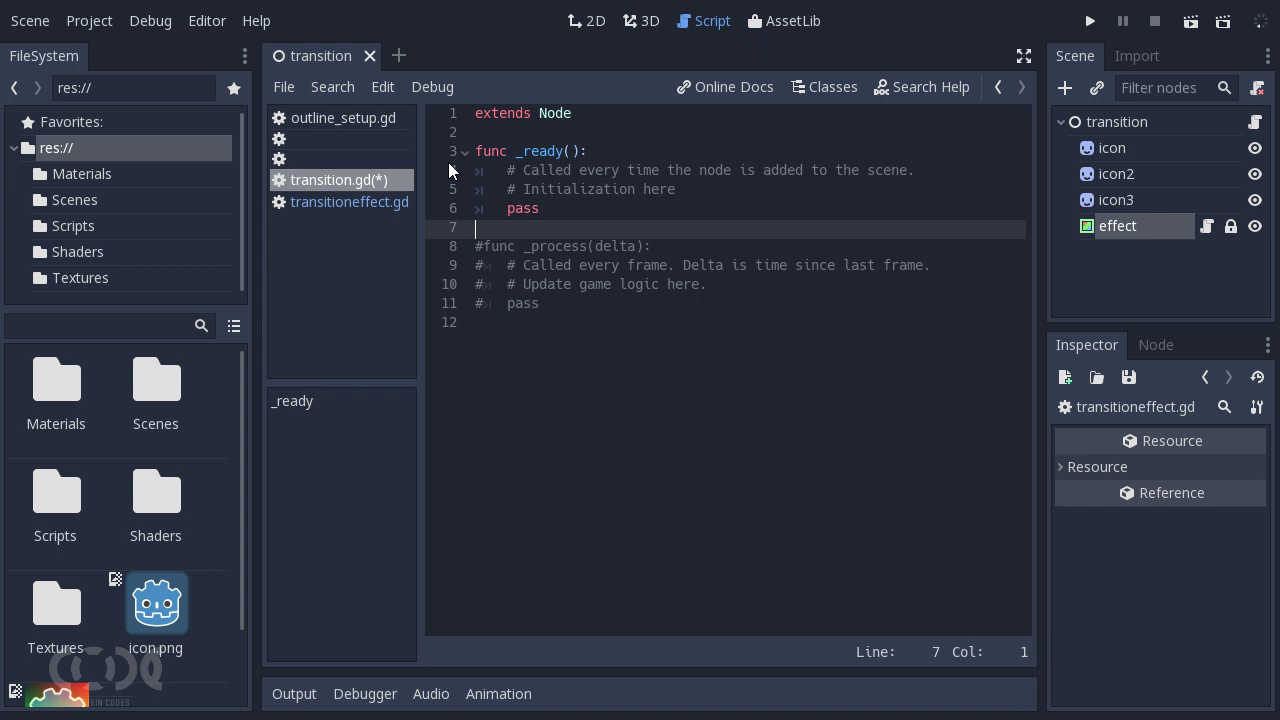 Scene Project Debug Editor Help
2D 3D Script AssetLib
FileSystem
res://
Favorites:
res://
Materials
Scenes
Scripts
Shaders
Textures
Materials Scenes
Scripts Shaders
Textures icon.png
CODE
EIN CODES
transition
File Search Edit Debug
Online Docs Classes Search Help
outline_setup.gd
transition.gd(*)
transitioneffect.gd
_ready
1 extends Node
2
3 func _ready():
# Called every time the node is added to the scene.
5 # Initialization here
6 pass
7
8 #func _process(delta):
9 # # Called every frame. Delta is time since last frame.
10 # # Update game logic here.
11 # pass
12
Line: 7 Col: 1
Output Debugger Audio Animation
Scene Import
Filter nodes
transition
icon
icon2
icon3
effect
Inspector Node
transitioneffect.gd
Resource
Resource
Reference